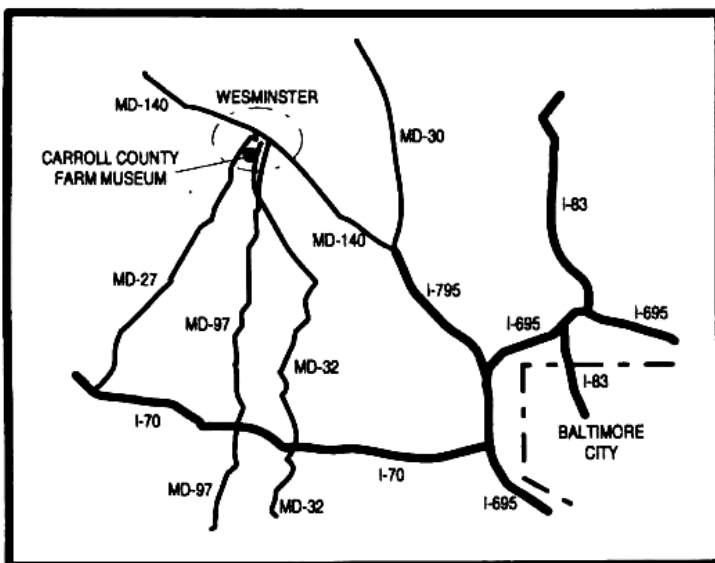 WESMINSTER
MD-140
MD-30
CARROLL COUNTY
FARM MUSEUM
I-83
MD-140
MD-27
I-795
I-695
I-695
MD-97
MD-32
I-83
I-70
BALTIMORE
CITY
I-70
MD-97
MD-32
I-695